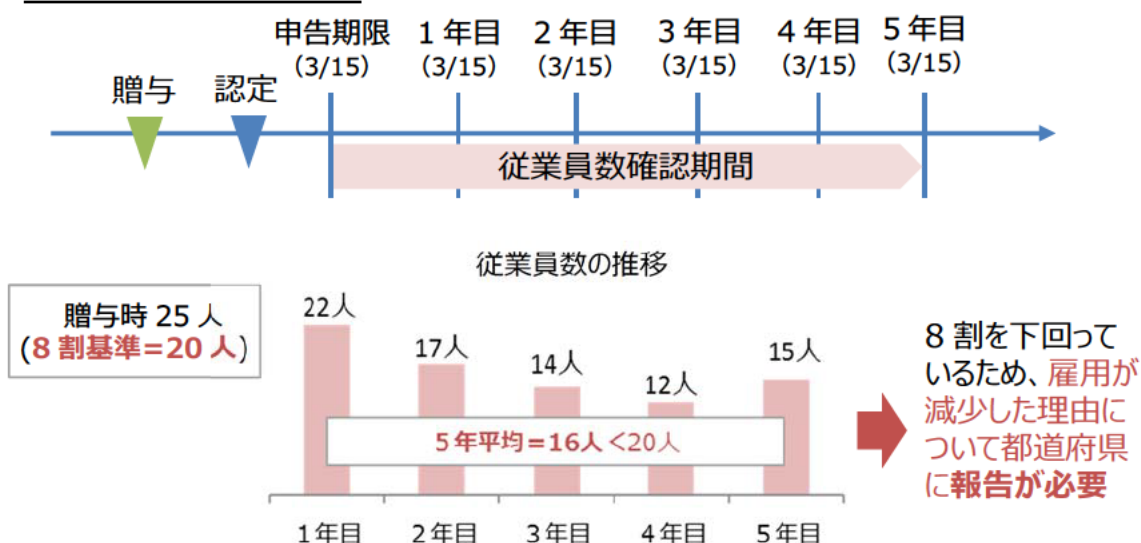 申告期限 1年目 2年目 3年目 4年目 5年目
(3/15) (3/15) (3/15) (3/15) (3/15) (3/15)
贈与 認定
従業員数確認期間
従業員数の推移
贈与時 25 人
(8 割基準=20 人)
22人
17人
14人
12人
15人
5年平均=16人<20人
1年目 2年目 3年目 4年目 5年目
8 割を下回って
いるため、雇用が
減少した理由に
ついて都道府県
に報告が必要